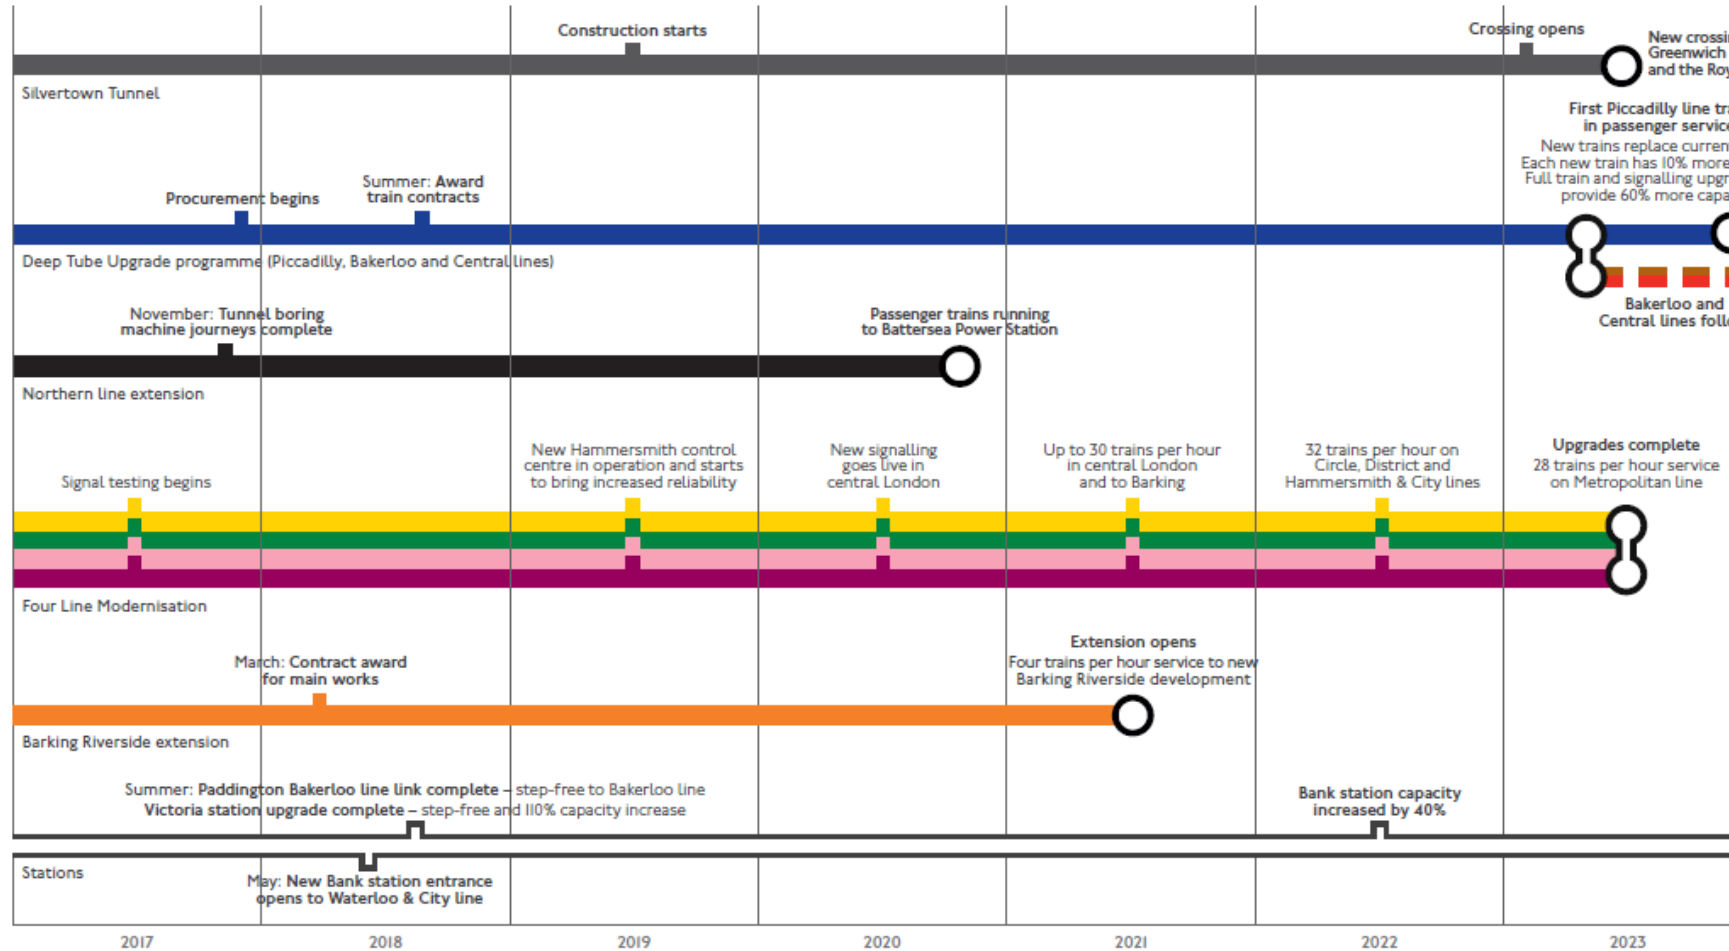 Construction starts
Crossing opens
New
Greenwich
and the
Silvertown Tunnel
First Piccadilly line
in passenger
New trains replace
Each new train has 10% more
Full train and signalling
provide 60% more
Procurement begins
Summer: Award
train contracts
Deep Tube Upgrade programme (Piccadilly, Bakerloo and Central lines)
Bakerloo and
Central lines
November: Tunnel boring
machine journeys complete
Passenger trains running
to Battersea Power Station
Northern line extension
Signal testing begins
New Hammersmith control
centre in operation and starts
to bring increased reliability
New signalling
goes live in
central London
Up to 30 trains per hour
in central London
and to Barking
32 trains per hour on
Circle, District and
Hammersmith & City lines
Upgrades complete
28 trains per hour service
on Metropolitan line
Four Line Modernisation
March: Contract award
for main works
Extension opens
Four trains per hour service to new
Barking Riverside development
Barking Riverside extension
Summer: Paddington Bakerloo line link complete – step-free to Bakerloo line
Victoria station upgrade complete – step-free and 110% capacity increase
Bank station capacity
increased by 40%
Stations
May: New Bank station entrance
opens to Waterloo & City line
2017 2018 2019 2020 2021 2022 2023